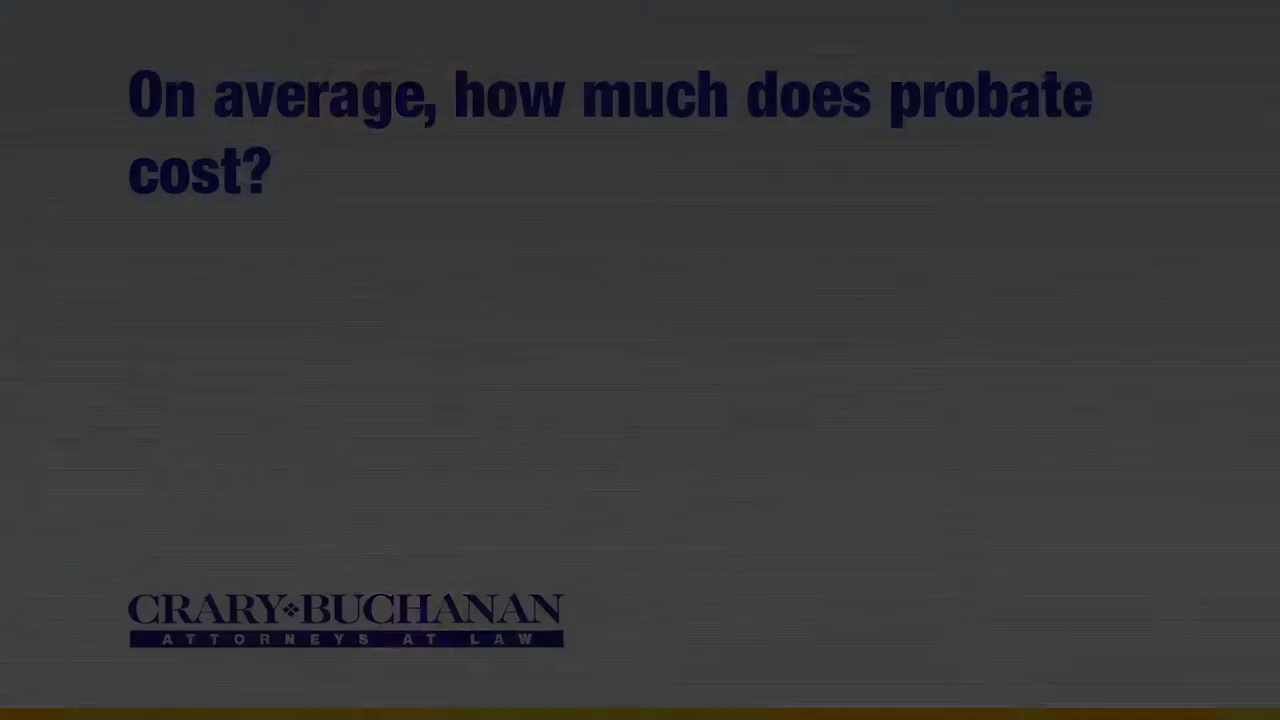 On average, how much does probate
cost?
CRARY❖BUCHANAN
ATTORNEYS AT LAW